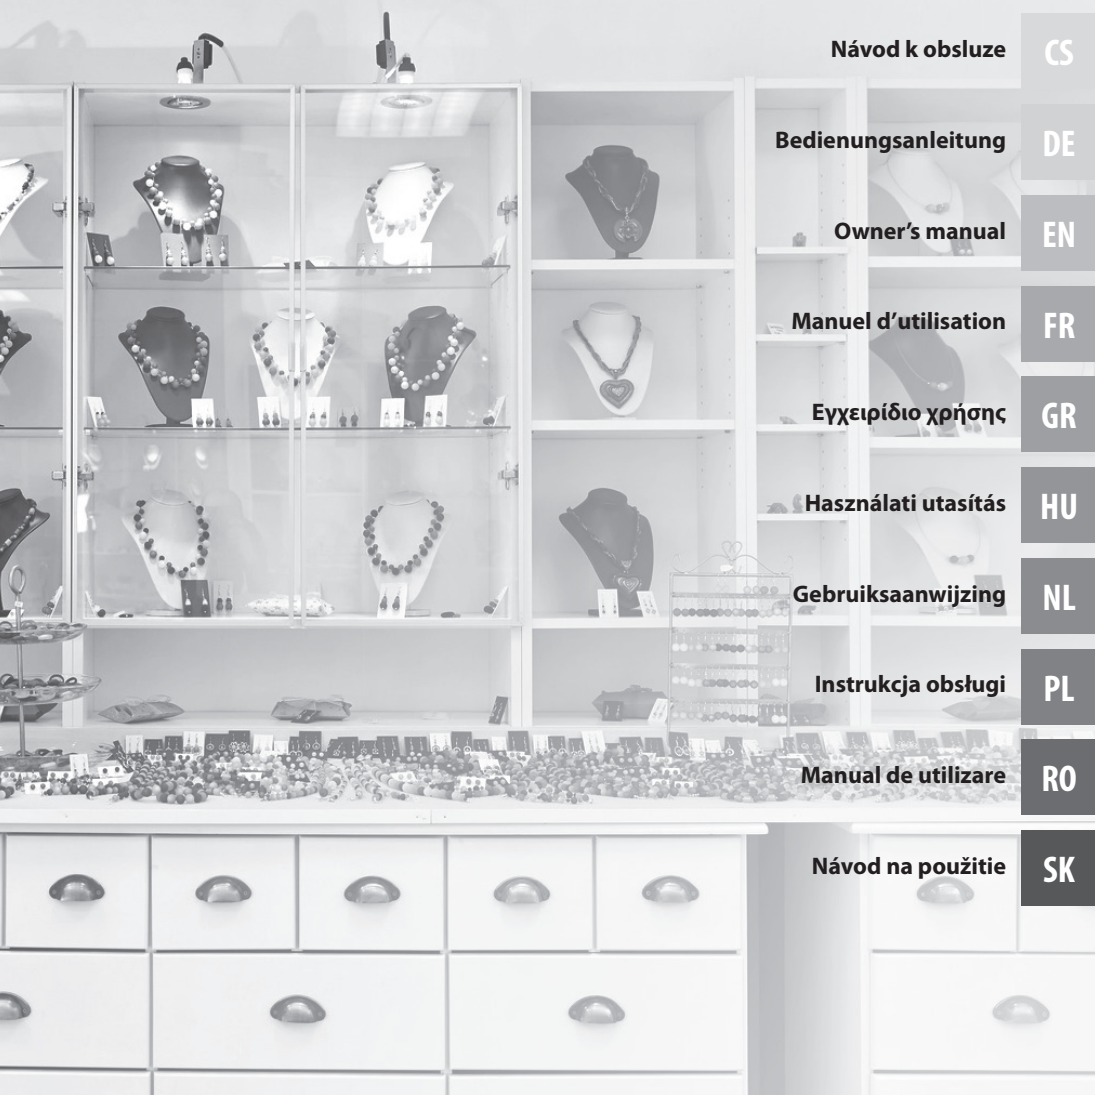 Návod k obsluze CS
Bedienungsanleitung DE
Owner’s manual EN
Manuel d’utilisation FR
Εγχειρίδιο χρήσης GR
Használati utasítás HU
Gebruiksaanwijzing NL
Instrukcja obsługi PL
Manual de utilizare RO
Návod na použitie SK